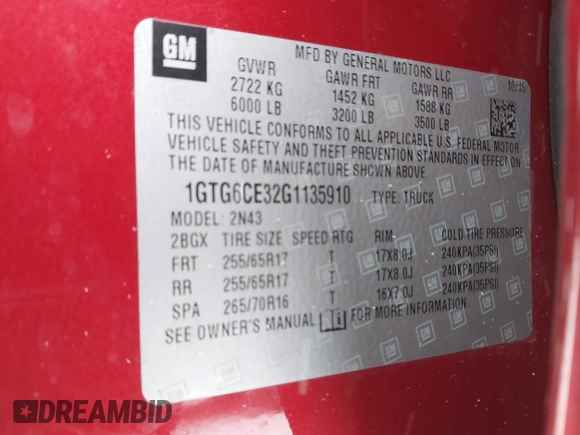 GM
MFD BY GENERAL MOTORS LLC
GVWR GAWR FRT GAWR RR 10/15
2722 KG 1452 KG 1588 KG
6000 LB 3200 LB 3500 LB
THIS VEHICLE CONFORMS TO ALL APPLICABLE U.S. FEDERAL MOTOR
VEHICLE SAFETY AND THEFT PREVENTION STANDARDS IN EFFECT ON
THE DATE OF MANUFACTURE SHOWN ABOVE.
1GTG6CE32G1135910 TYPE: TRUCK
MODEL: 2N43
2BGX TIRE SIZE SPEED RTG RIM COLD TIRE PRESSURE
FRT 255/65R17 T 17X8.0J 240KPA(35PSI)
RR 255/65R17 T 17X8.0J 240KPA(35PSI)
SPA 265/70R16 T 16X7.0J 240KPA(35PSI)
SEE OWNER'S MANUAL FOR MORE INFORMATION.
DREAMBID